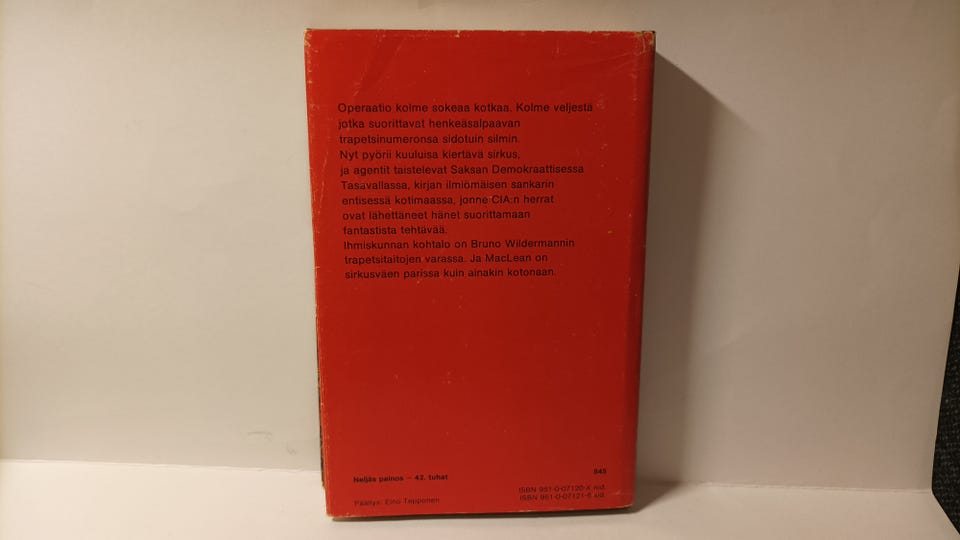 Operaatio kolme sokeaa kotkaa. Kolme veljestä
jotka suorittavat henkeäsalpaavan
trapetsinumeronsa sidotuin silmin.
Nyt pyörii kuuluisa kiertävä sirkus,
ja agentit taistelevat Saksan Demokraattisessa
Tasavallassa, kirjan ilmiömäisen sankarin
entisessä kotimaassa, jonne CIA:n herrat
ovat lähettäneet hänet suorittamaan
fantastista tehtävää.
Ihmiskunnan kohtalo on Bruno Wildermannin
trapetsitaitojen varassa. Ja MacLean on
sirkusväen parissa kuin ainakin kotonaan.
845
Neljäs painos – 42. tuhat
ISBN 951-0-07120-X nid.
ISBN 951-0-07121-8 sid.
Päällys: Eino Tepponen